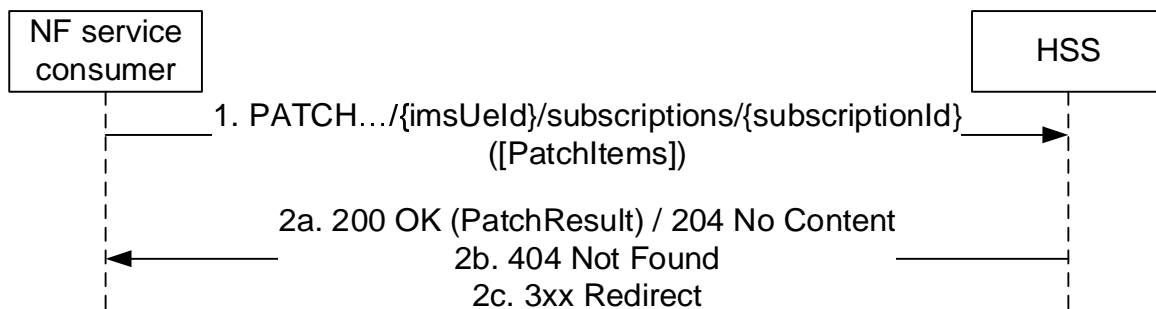 NF service
consumer
HSS
1. PATCH…/{imsUeId}/subscriptions/{subscriptionId}
([PatchItems])
2a. 200 OK (PatchResult) / 204 No Content
2b. 404 Not Found
2c. 3xx Redirect